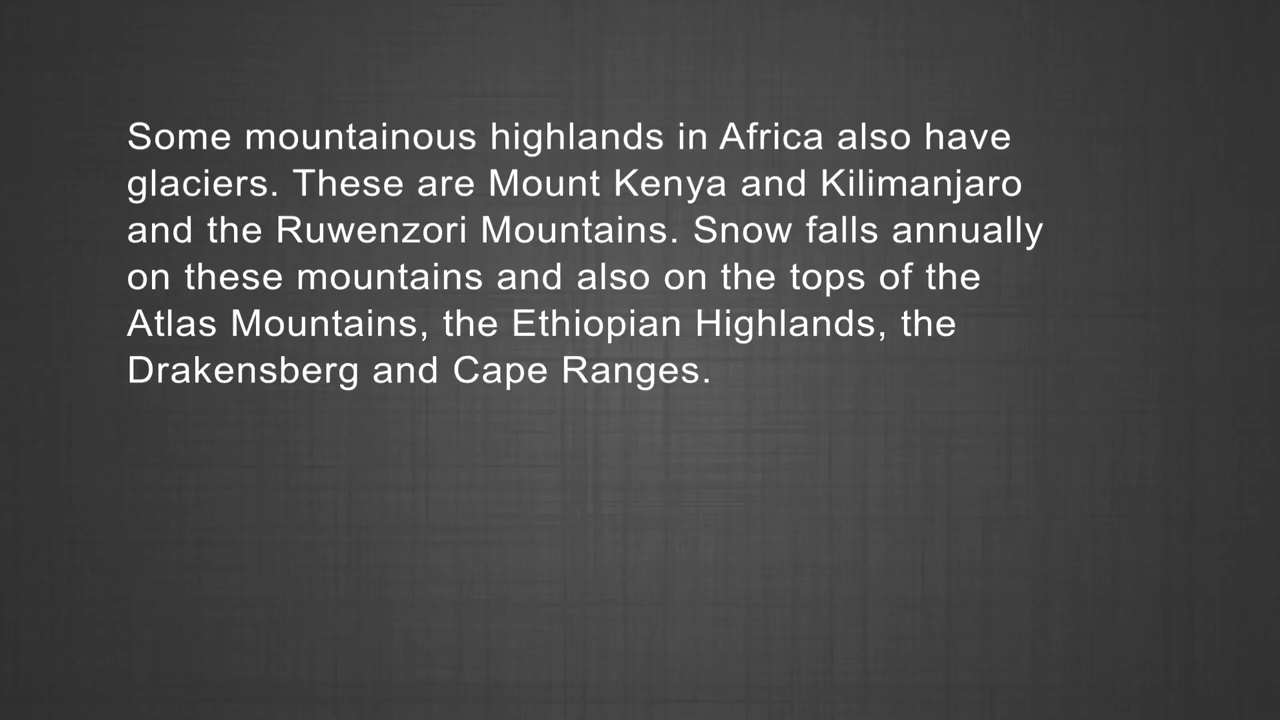 Some mountainous highlands in Africa also have
glaciers. These are Mount Kenya and Kilimanjaro
and the Ruwenzori Mountains. Snow falls annually
on these mountains and also on the tops of the
Atlas Mountains, the Ethiopian Highlands, the
Drakensberg and Cape Ranges.